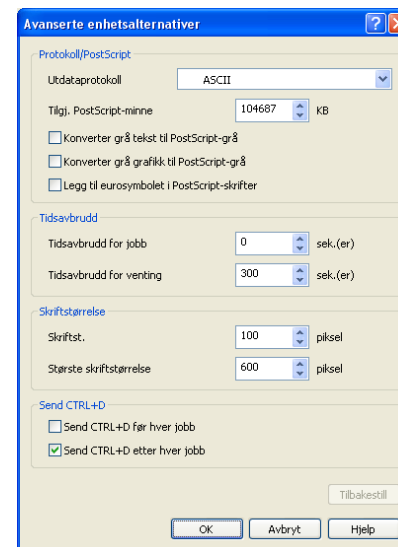 Avanserte enhetsalternativer
Protokoll/PostScript
Utdataprotokoll ASCII
Tilgj. PostScript-minne 104687 KB
Konverter grå tekst til PostScript-grå
Konverter grå grafikk til PostScript-grå
Legg til eurosymbolet i PostScript-skrifter
Tidsavbrudd
Tidsavbrudd for jobb 0 sek.(er)
Tidsavbrudd for venting 300 sek.(er)
Skriftstørrelse
Skriftst. 100 piksel
Største skriftstørrelse 600 piksel
Send CTRL+D
Send CTRL+D før hver jobb
Send CTRL+D etter hver jobb
Tilbakestill
OK Avbryt Hjelp